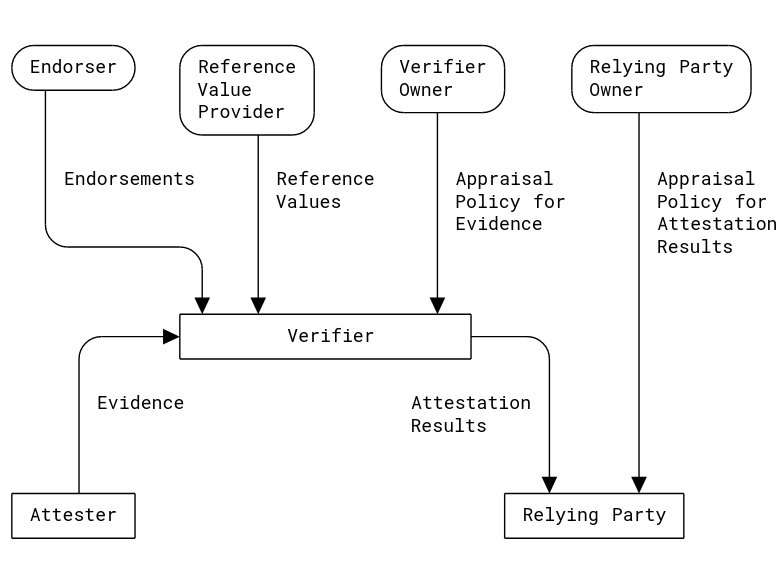 Endorser
Reference
Value
Provider
Verifier
Owner
Relying Party
Owner
Endorsements
Reference
Values
Appraisal
Policy for
Evidence
Appraisal
Policy for
Attestation
Results
Verifier
Evidence
Attestation
Results
Attester
Relying Party